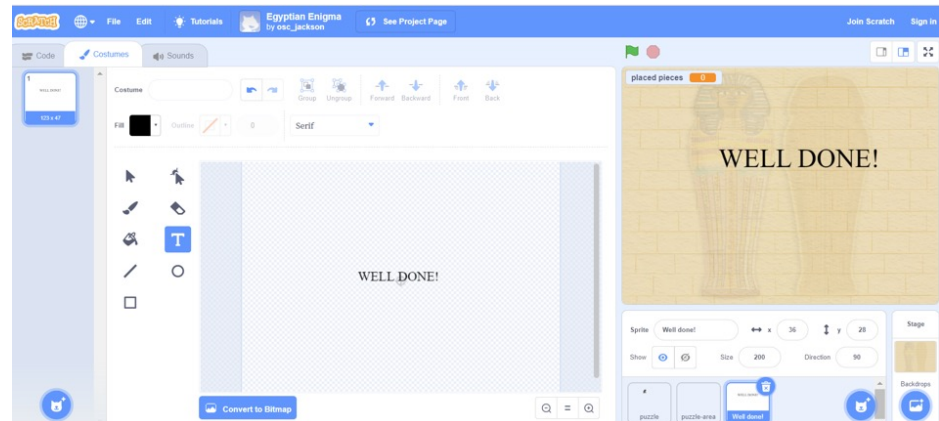 SCRATCH File Edit Tutorials Egyptian Enigma See Project Page Join Scratch Sign in
by osc_jackson
Code Costumes Sounds
1
WELL DONE!
123 x 47
Costume Group Ungroup Forward Backward Front Back
Fill Outline 0 Serif
T
WELL DONE!
Convert to Bitmap
placed pieces 0
WELL DONE!
Sprite Well done! x 36 y 28
Show Size 200 Direction 90
Stage
Backdrops
puzzle puzzle-area Well done!